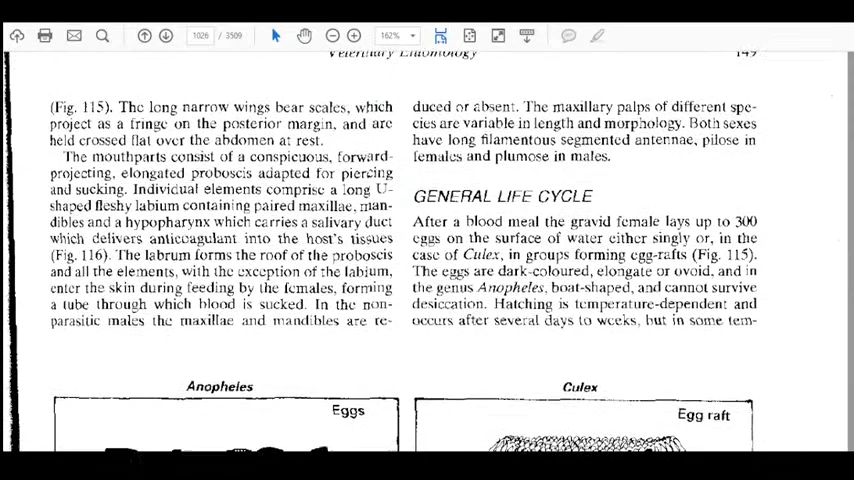 1026 / 3509
162%
Veterinary Entomology
149
(Fig. 115). The long narrow wings bear scales, which
project as a fringe on the posterior margin, and are
held crossed flat over the abdomen at rest.
The mouthparts consist of a conspicuous, forward-
projecting, elongated proboscis adapted for piercing
and sucking. Individual elements comprise a long U-
shaped fleshy labium containing paired maxillae, man-
dibles and a hypopharynx which carries a salivary duct
which delivers anticoagulant into the host's tissues
(Fig. 116). The labrum forms the roof of the proboscis
and all the elements, with the exception of the labium,
enter the skin during feeding by the females, forming
a tube through which blood is sucked. In the non-
parasitic males the maxillae and mandibles are re-
duced or absent. The maxillary palps of different spe-
cies are variable in length and morphology. Both sexes
have long filamentous segmented antennae, pilose in
females and plumose in males.
GENERAL LIFE CYCLE
After a blood meal the gravid female lays up to 300
eggs on the surface of water either singly or, in the
case of Culex, in groups forming egg-rafts (Fig. 115).
The eggs are dark-coloured, elongate or ovoid, and in
the genus Anopheles, boat-shaped, and cannot survive
desiccation. Hatching is temperature-dependent and
occurs after several days to weeks, but in some tem-
Anopheles
Eggs
Culex
Egg raft